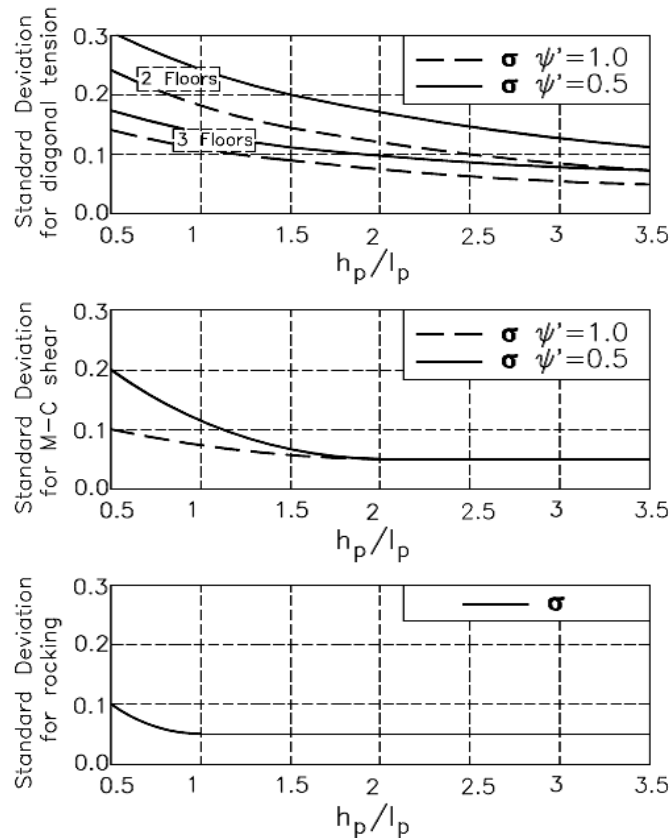 Standard Deviation
for diagonal tension
0.3
0.2
0.1
0.0
2 Floors
3 Floors
σ ψ'=1.0
σ ψ'=0.5
0.5 1 1.5 2 2.5 3 3.5
h_p/l_p
Standard Deviation
for M-C shear
0.3
0.2
0.1
0.0
σ ψ'=1.0
σ ψ'=0.5
0.5 1 1.5 2 2.5 3 3.5
h_p/l_p
Standard Deviation
for rocking
0.3
0.2
0.1
0.0
σ
0.5 1 1.5 2 2.5 3 3.5
h_p/l_p